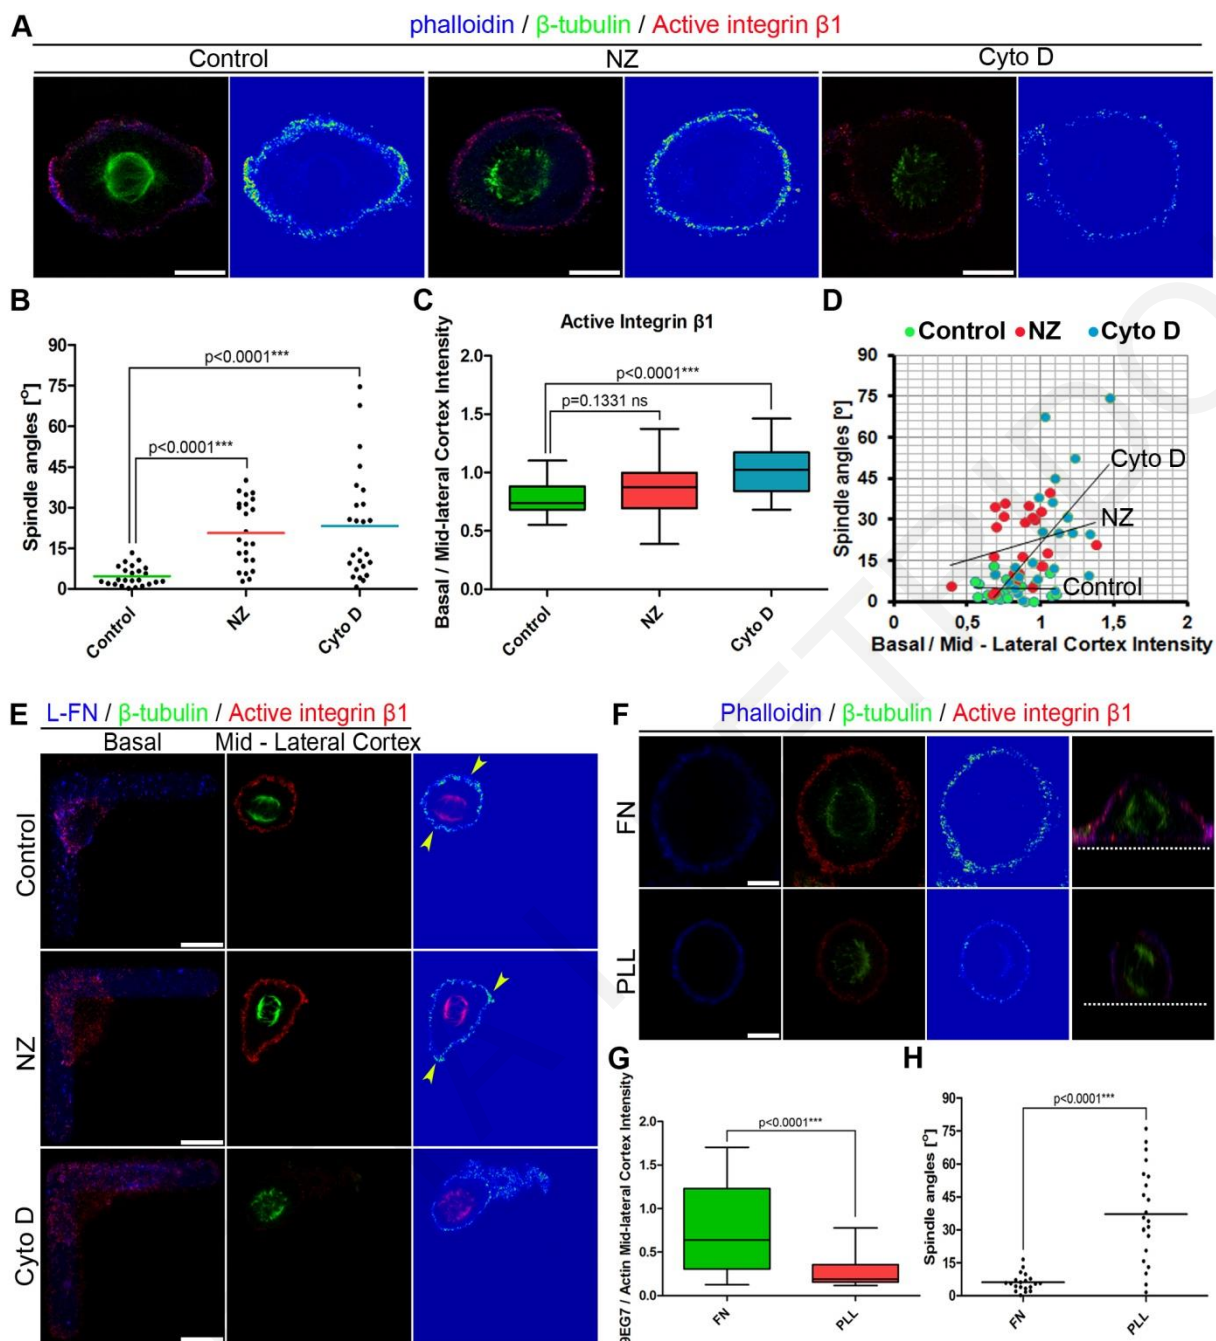 A
phalloidin / β-tubulin / Active integrin β1
Control NZ Cyto D
B
Spindle angles [º]
90
75
60
45
30
15
0
p<0.0001***
p<0.0001***
Control NZ Cyto D
C
Active Integrin β1
Basal / Mid-lateral Cortex Intensity
2.0
1.5
1.0
0.5
0.0
p<0.0001***
p=0.1331 ns
Control NZ Cyto D
D
Control NZ Cyto D
Spindle angles [º]
90
75
60
45
30
15
0
Cyto D
NZ
Control
0 0,5 1 1,5 2
Basal / Mid - Lateral Cortex Intensity
E
L-FN / β-tubulin / Active integrin β1
Basal Mid - Lateral Cortex
Control
NZ
Cyto D
F
Phalloidin / β-tubulin / Active integrin β1
FN
PLL
G
9EG7 / Actin Mid-lateral Cortex Intensity
2.0
1.5
1.0
0.5
0.0
p<0.0001***
FN PLL
H
Spindle angles [º]
90
75
60
45
30
15
0
p<0.0001***
FN PLL